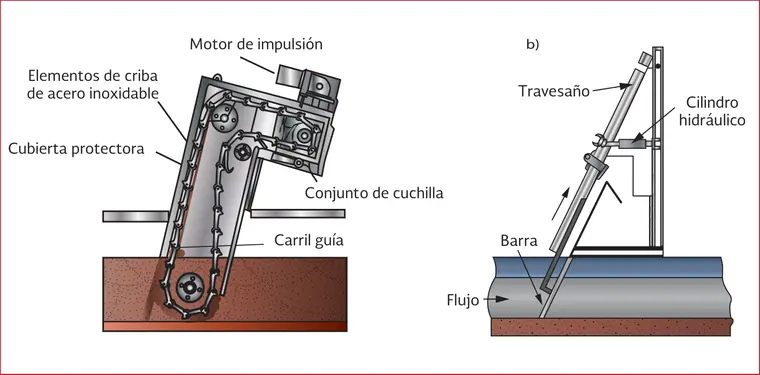 Motor de impulsión
Elementos de criba
de acero inoxidable
Cubierta protectora
Conjunto de cuchilla
Carril guía
b)
Travesaño
Cilindro
hidráulico
Barra
Flujo